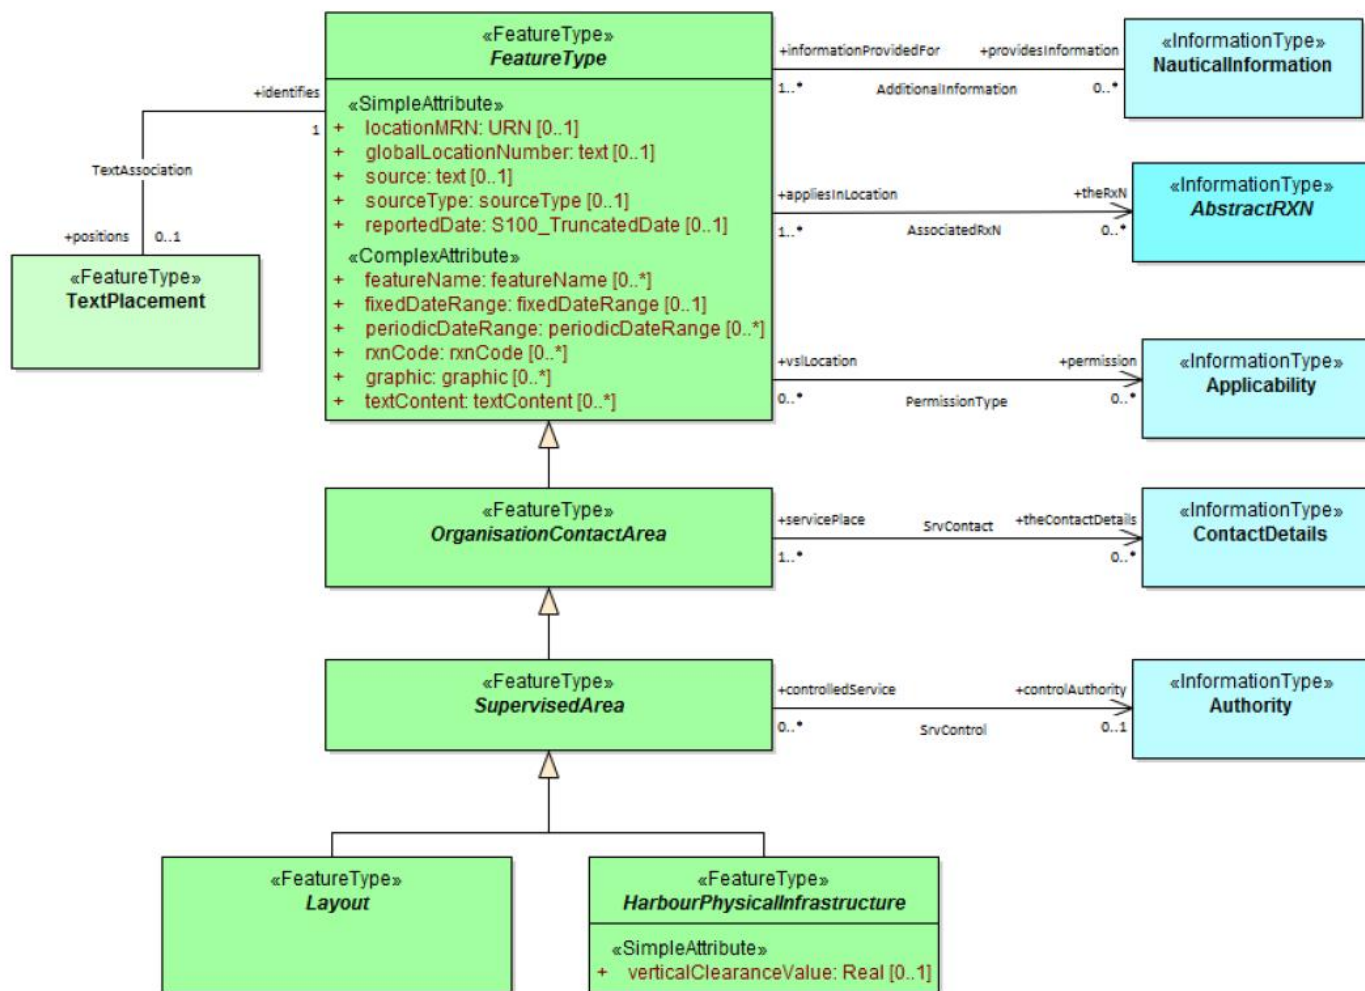 «FeatureType»
FeatureType
«SimpleAttribute»
+ locationMRN: URN [0..1]
+ globalLocationNumber: text [0..1]
+ source: text [0..1]
+ sourceType: sourceType [0..1]
+ reportedDate: S100_TruncatedDate [0..1]
«ComplexAttribute»
+ featureName: featureName [0..*]
+ fixedDateRange: fixedDateRange [0..1]
+ periodicDateRange: periodicDateRange [0..*]
+ rxnCode: rxnCode [0..*]
+ graphic: graphic [0..*]
+ textContent: textContent [0..*]
+identifies
1
TextAssociation
+positions 0..1
«FeatureType»
TextPlacement
+informationProvidedFor +providesInformation
1..* AdditionalInformation 0..*
«InformationType»
NauticalInformation
+appliesInLocation +theRxN
1..* AssociatedRxN 0..*
«InformationType»
AbstractRXN
+vslLocation +permission
0..* PermissionType 0..*
«InformationType»
Applicability
«FeatureType»
OrganisationContactArea
+servicePlace SrvContact +theContactDetails
1..* 0..*
«InformationType»
ContactDetails
«FeatureType»
SupervisedArea
+controlledService +controlAuthority
0..* SrvControl 0..1
«InformationType»
Authority
«FeatureType»
Layout
«FeatureType»
HarbourPhysicalInfrastructure
«SimpleAttribute»
+ verticalClearanceValue: Real [0..1]